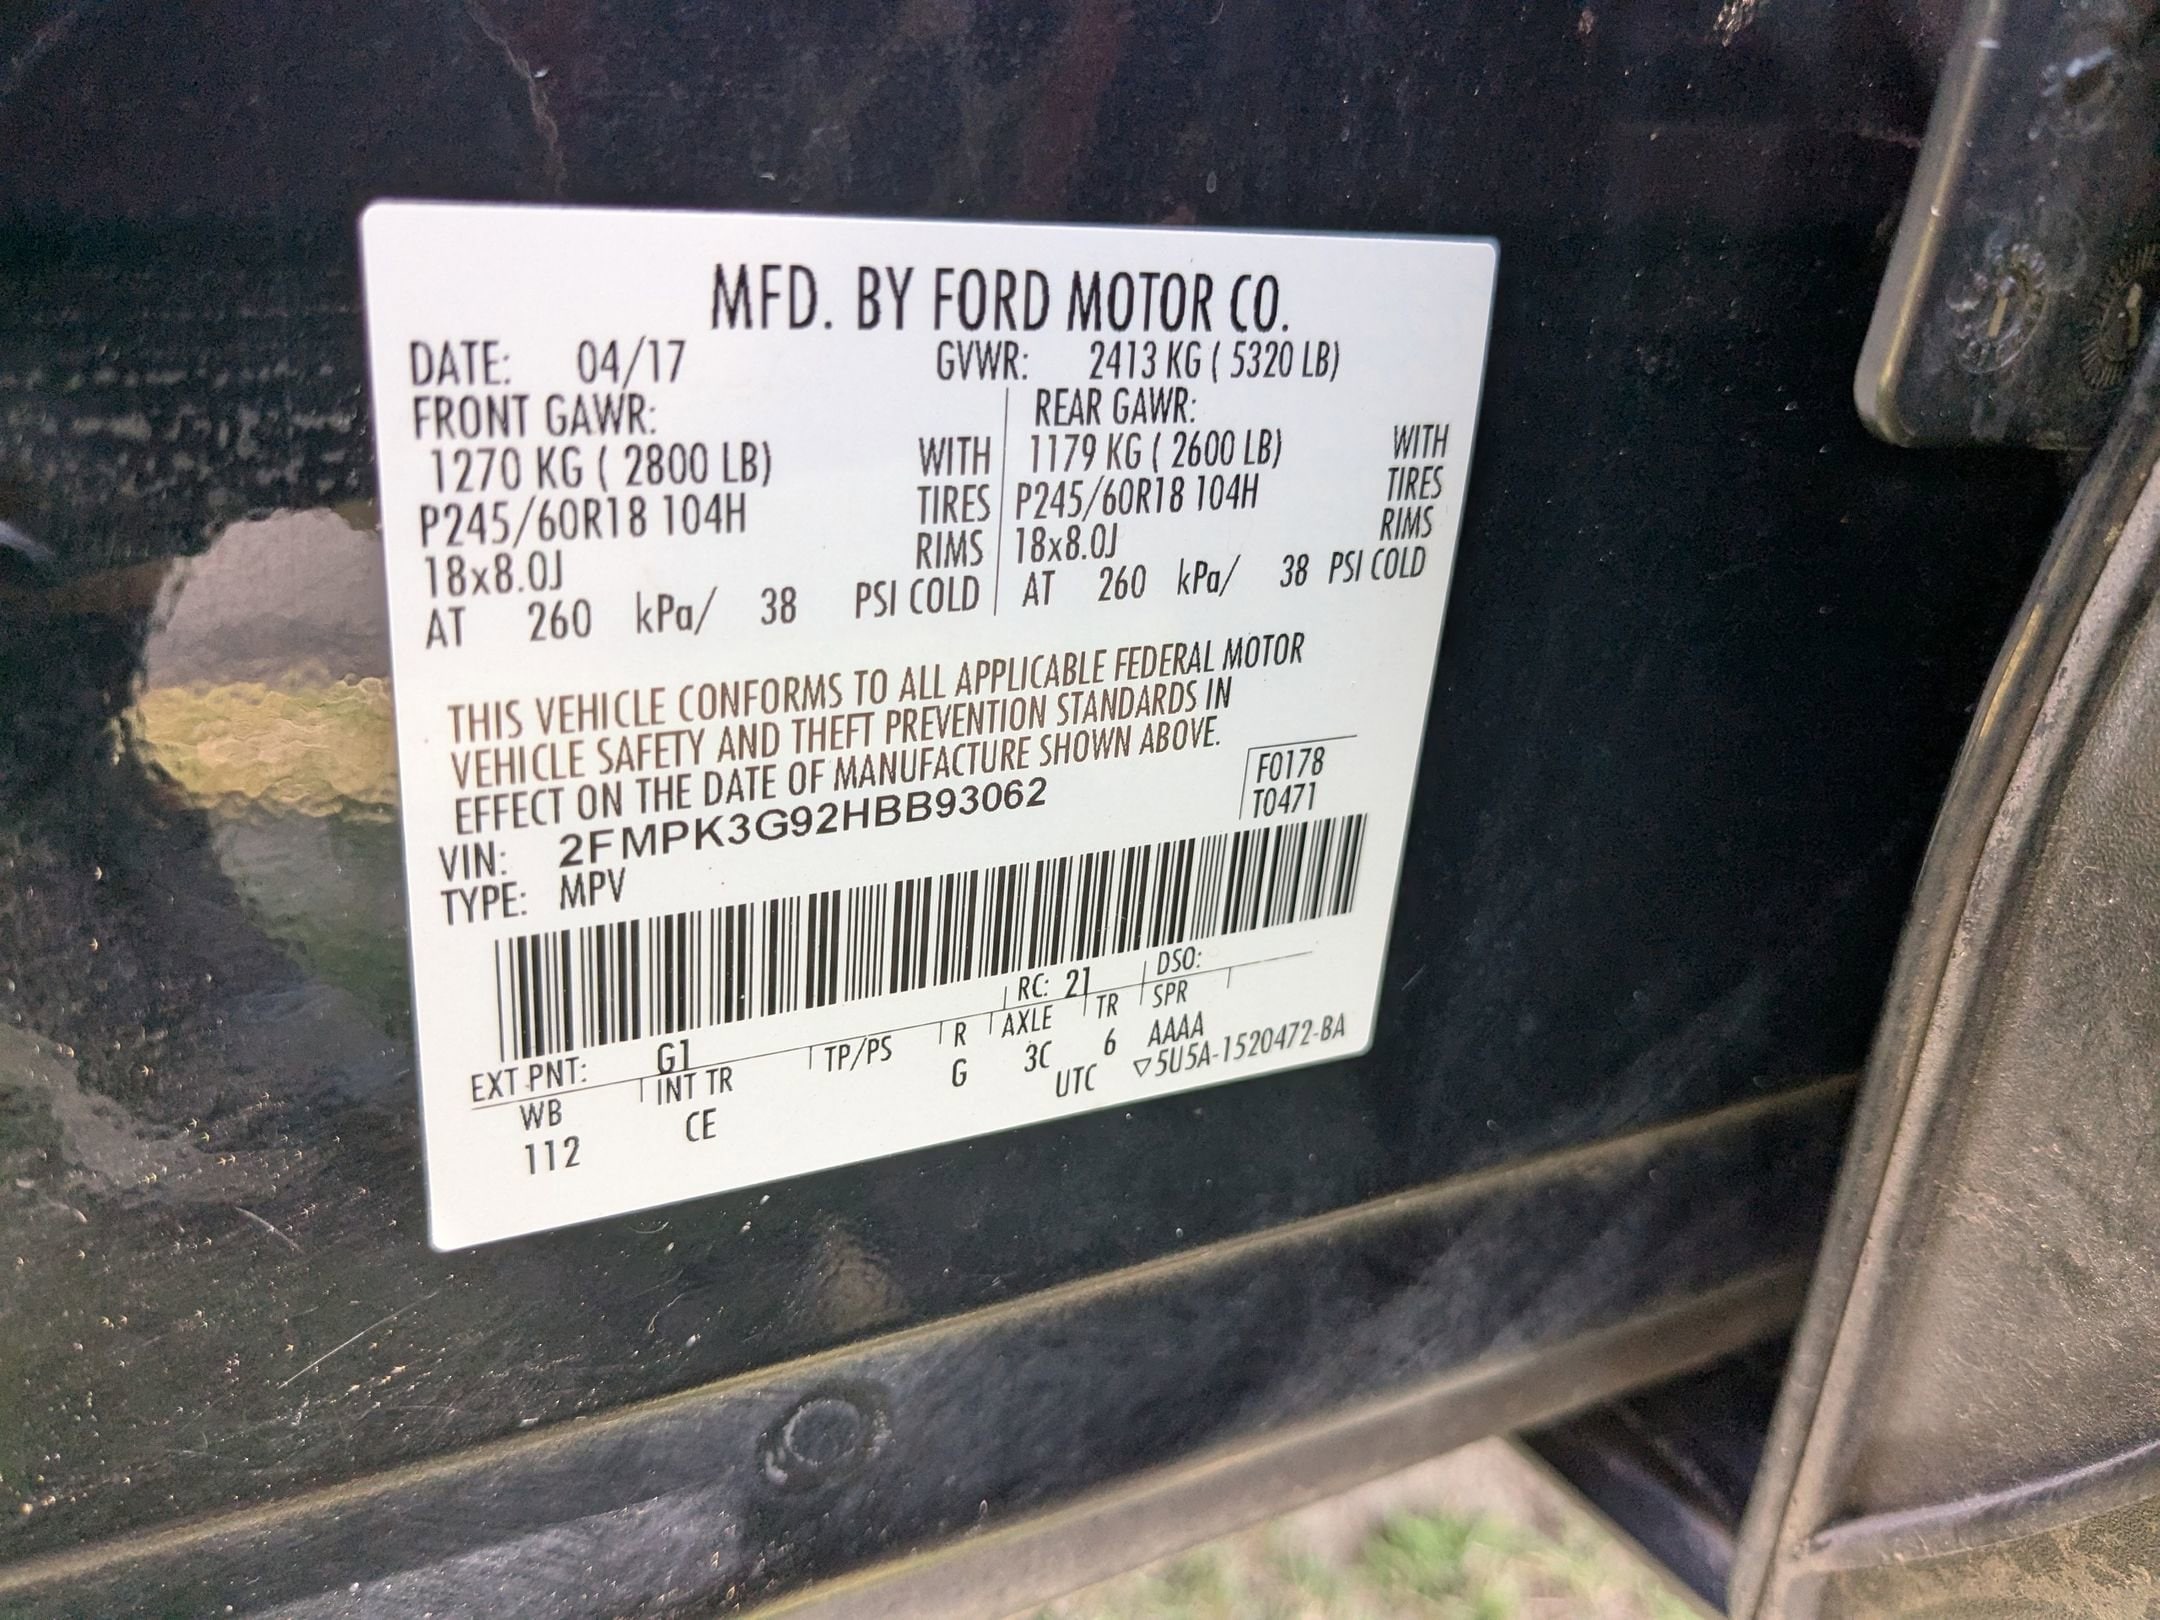 MFD. BY FORD MOTOR CO.
DATE: 04/17 GVWR: 2413 KG ( 5320 LB)
FRONT GAWR: REAR GAWR:
1270 KG ( 2800 LB) WITH 1179 KG ( 2600 LB) WITH
P245/60R18 104H TIRES P245/60R18 104H TIRES
18x8.0J RIMS 18x8.0J RIMS
AT 260 kPa/ 38 PSI COLD AT 260 kPa/ 38 PSI COLD
THIS VEHICLE CONFORMS TO ALL APPLICABLE FEDERAL MOTOR
VEHICLE SAFETY AND THEFT PREVENTION STANDARDS IN
EFFECT ON THE DATE OF MANUFACTURE SHOWN ABOVE.
F0178
VIN: 2FMPK3G92HBB93062 T0471
TYPE: MPV
EXT PNT: G1 RC: 21 DSO:
WB INT TR TP/PS R AXLE TR SPR
112 CE G 3C 6 AAAA
UTC ▽5U5A-1520472-BA